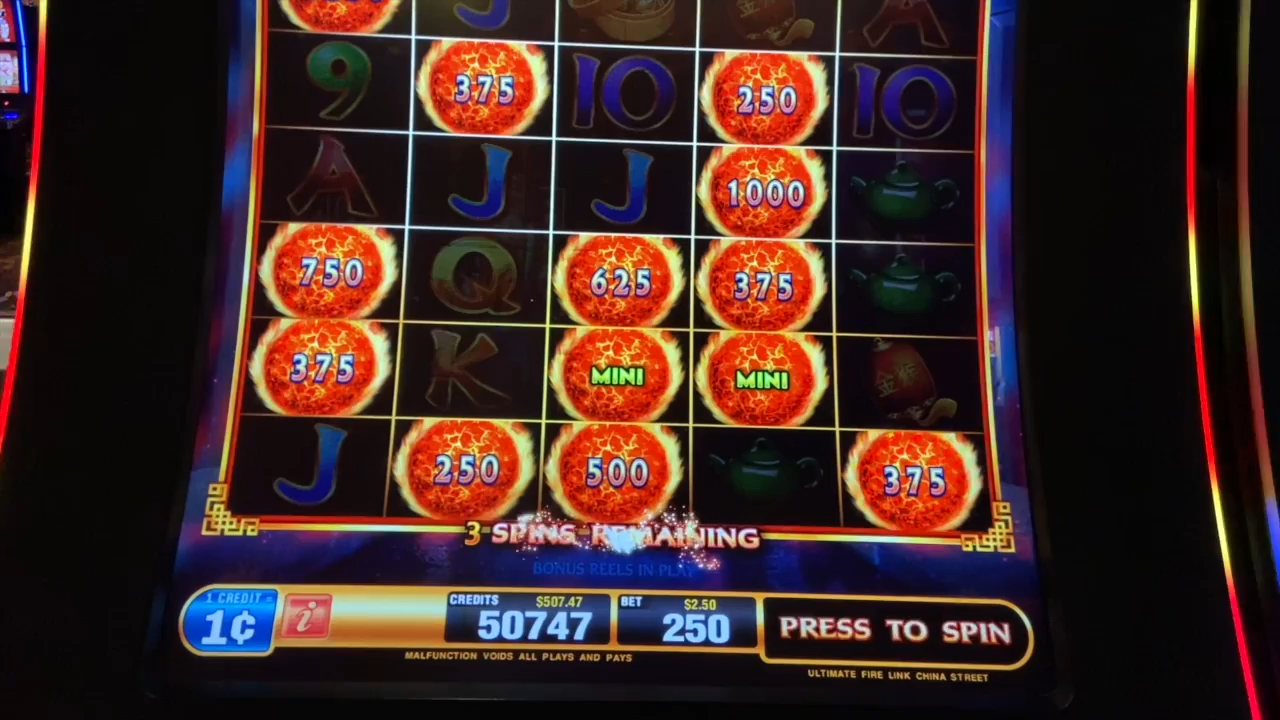 J A
9 375 10 250 10
A J J 1000
750 Q 625 375
375 K MINI MINI 金
J 250 500 375
3 SPINS REMAINING
BONUS REELS IN PLAY
1 CREDIT =
1¢
i
CREDITS $507.47
50747
BET $2.50
250
PRESS TO SPIN
MALFUNCTION VOIDS ALL PLAYS AND PAYS
ULTIMATE FIRE LINK CHINA STREET